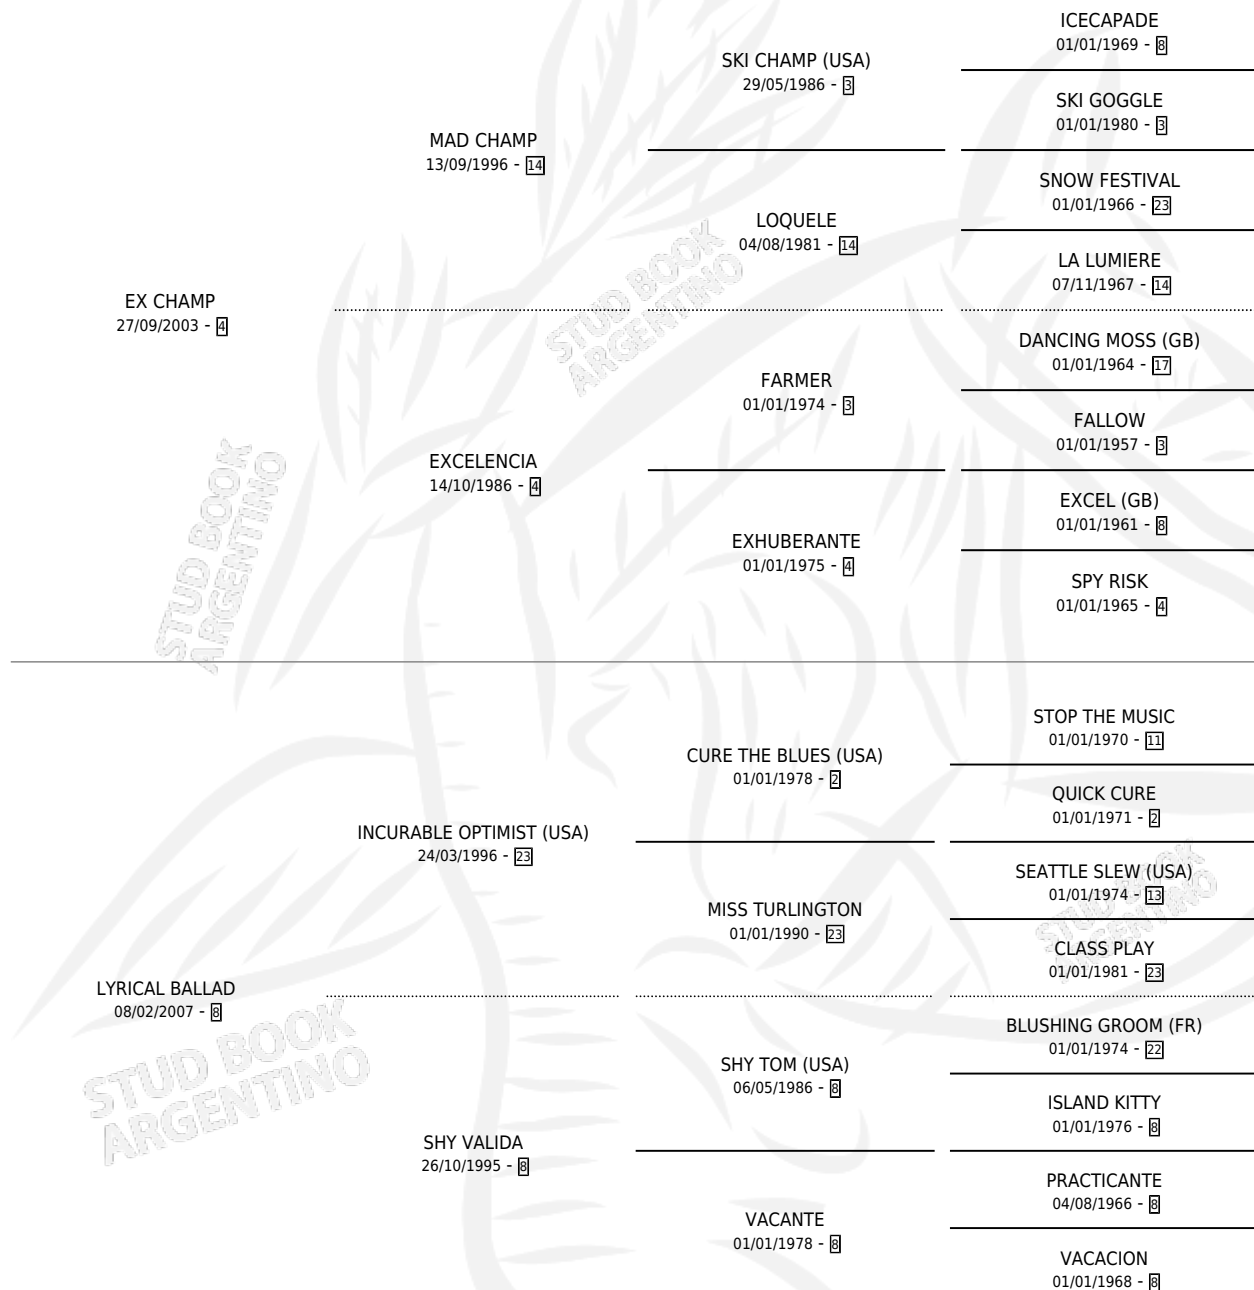 ICECAPADE
01/01/1969 - 8
SKI CHAMP (USA)
29/05/1986 - 3
SKI GOGGLE
01/01/1980 - 3
MAD CHAMP
13/09/1996 - 14
SNOW FESTIVAL
01/01/1966 - 23
LOQUELE
04/08/1981 - 14
LA LUMIERE
07/11/1967 - 14
EX CHAMP
27/09/2003 - 4
DANCING MOSS (GB)
01/01/1964 - 17
FARMER
01/01/1974 - 3
FALLOW
01/01/1957 - 3
EXCELENCIA
14/10/1986 - 4
EXCEL (GB)
01/01/1961 - 8
EXHUBERANTE
01/01/1975 - 4
SPY RISK
01/01/1965 - 4
STUD BOOK
ARGENTINO
STUD BOOK
ARGENTINO
STOP THE MUSIC
01/01/1970 - 11
CURE THE BLUES (USA)
01/01/1978 - 2
QUICK CURE
01/01/1971 - 2
INCURABLE OPTIMIST (USA)
24/03/1996 - 23
SEATTLE SLEW (USA)
01/01/1974 - 13
MISS TURLINGTON
01/01/1990 - 23
CLASS PLAY
01/01/1981 - 23
LYRICAL BALLAD
08/02/2007 - 8
BLUSHING GROOM (FR)
01/01/1974 - 22
SHY TOM (USA)
06/05/1986 - 8
ISLAND KITTY
01/01/1976 - 8
SHY VALIDA
26/10/1995 - 8
PRACTICANTE
04/08/1966 - 8
VACANTE
01/01/1978 - 8
VACACION
01/01/1968 - 8
STUD BOOK
ARGENTINO
STUD BOOK
ARGENTINO